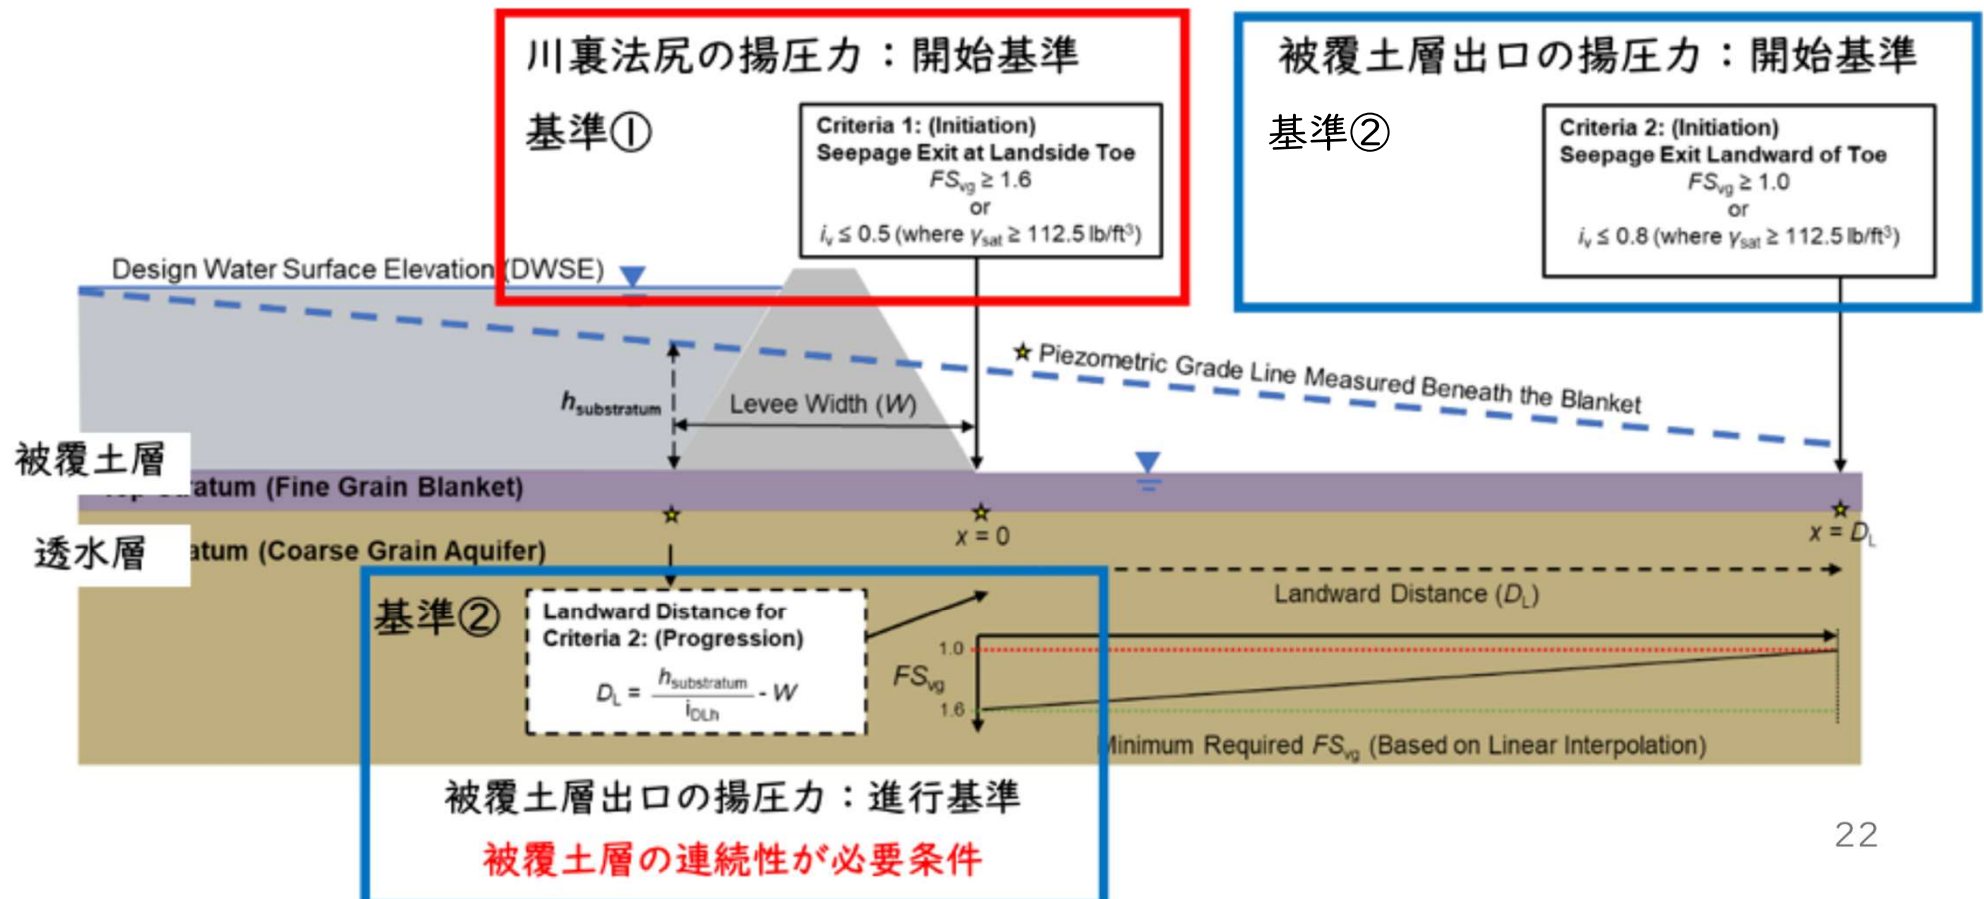 川裏法尻の揚圧力：開始基準
基準①
Criteria 1: (Initiation)
Seepage Exit at Landside Toe
FSvg ≥ 1.6
or
iv ≤ 0.5 (where γsat ≥ 112.5 lb/ft³)
被覆土層出口の揚圧力：開始基準
基準②
Criteria 2: (Initiation)
Seepage Exit Landward of Toe
FSvg ≥ 1.0
or
iv ≤ 0.8 (where γsat ≥ 112.5 lb/ft³)
Design Water Surface Elevation (DWSE)
Piezometric Grade Line Measured Beneath the Blanket
hsubstratum
Levee Width (W)
被覆土層
ratum (Fine Grain Blanket)
透水層
atum (Coarse Grain Aquifer)
x = 0
x = DL
Landward Distance (DL)
基準②
Landward Distance for
Criteria 2: (Progression)
DL = hsubstratum / iDLh - W
FSvg
1.0
1.6
Minimum Required FSvg (Based on Linear Interpolation)
被覆土層出口の揚圧力：進行基準
被覆土層の連続性が必要条件
22